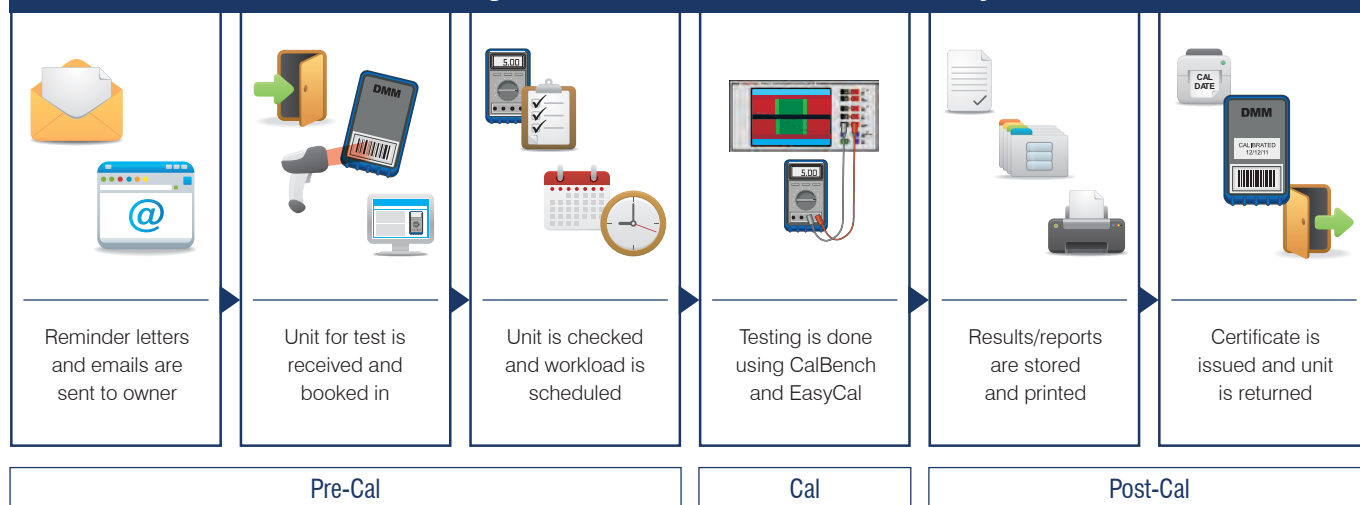 Reminder letters
and emails are
sent to owner
@
DMM
Unit for test is
received and
booked in
5.00
Unit is checked
and workload is
scheduled
5.00
Testing is done
using CalBench
and EasyCal
Results/reports
are stored
and printed
CAL
DATE
DMM
CALIBRATED
12/12/11
Certificate is
issued and unit
is returned
Pre-Cal
Cal
Post-Cal